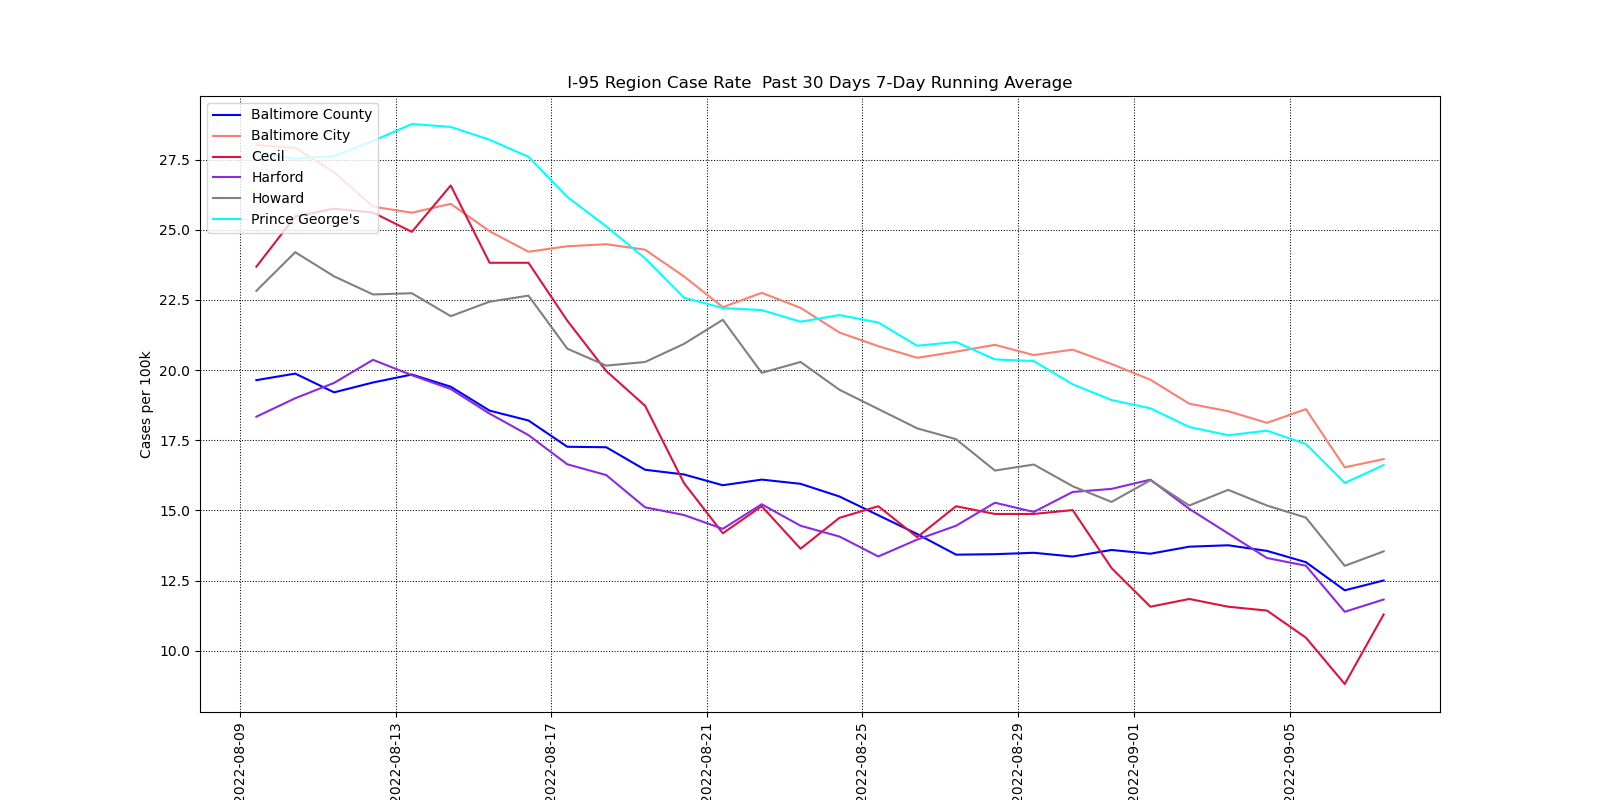 I-95 Region Case Rate  Past 30 Days 7-Day Running Average
Baltimore County
Baltimore City
Cecil
Harford
Howard
Prince George's
Cases per 100k
27.5
25.0
22.5
20.0
17.5
15.0
12.5
10.0
2022-08-09
2022-08-13
2022-08-17
2022-08-21
2022-08-25
2022-08-29
2022-09-01
2022-09-05